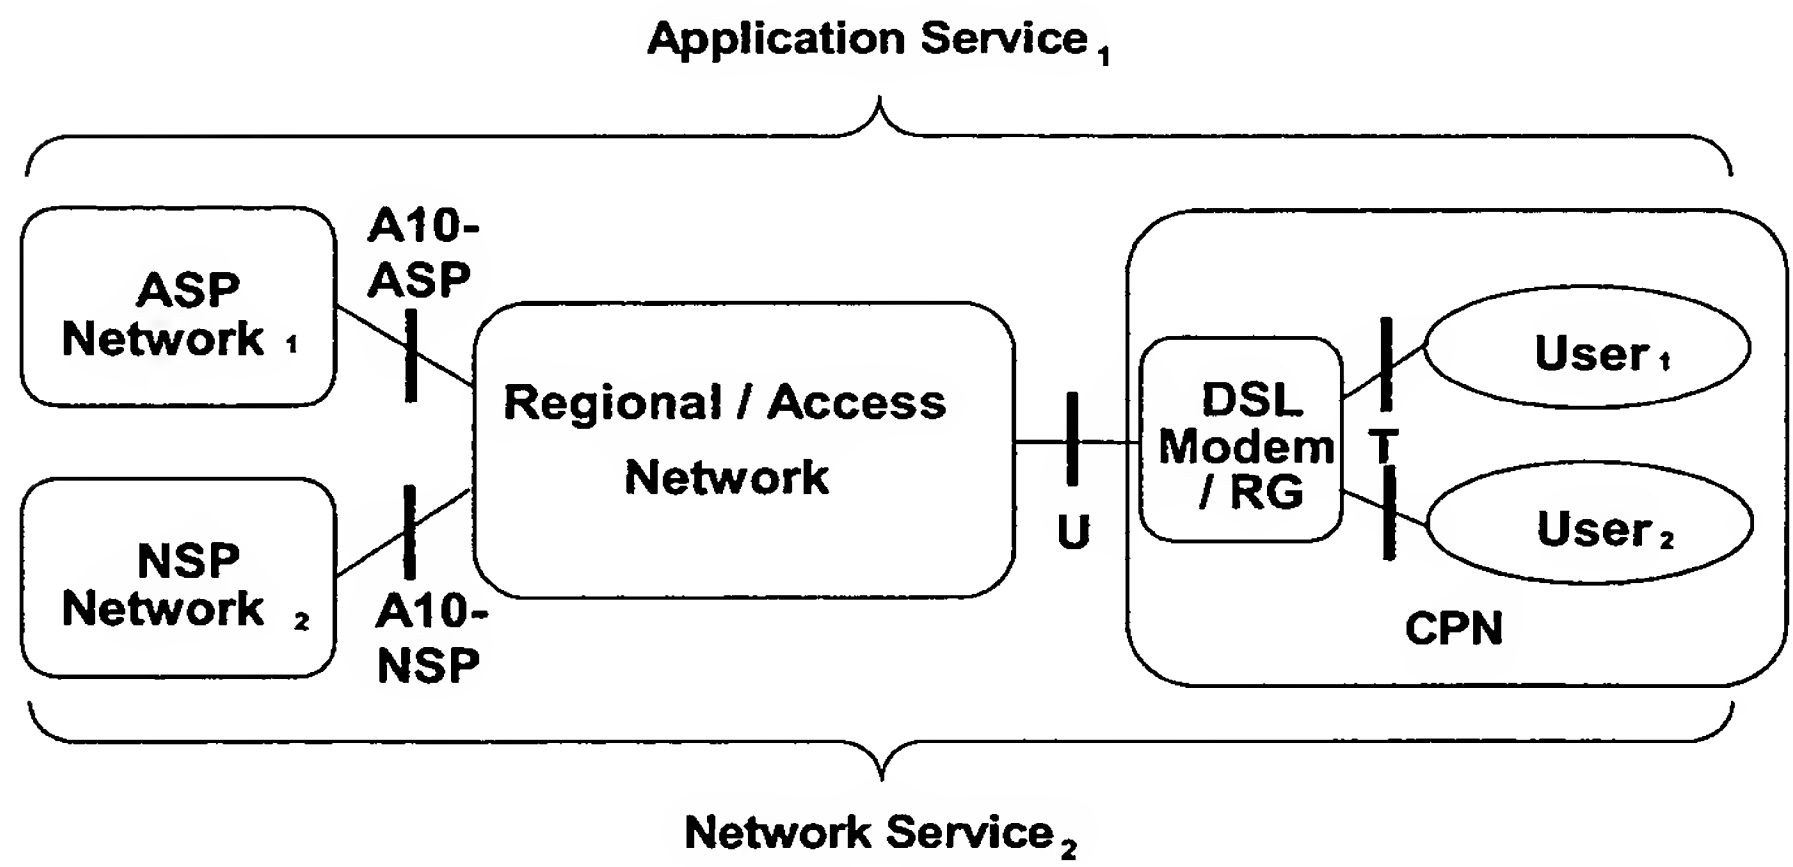 Application Service 1
A10-
ASP
ASP
Network 1
Regional / Access
Network
NSP
Network 2
A10-
NSP
U
DSL
Modem
/ RG
T
User 1
User 2
CPN
Network Service 2